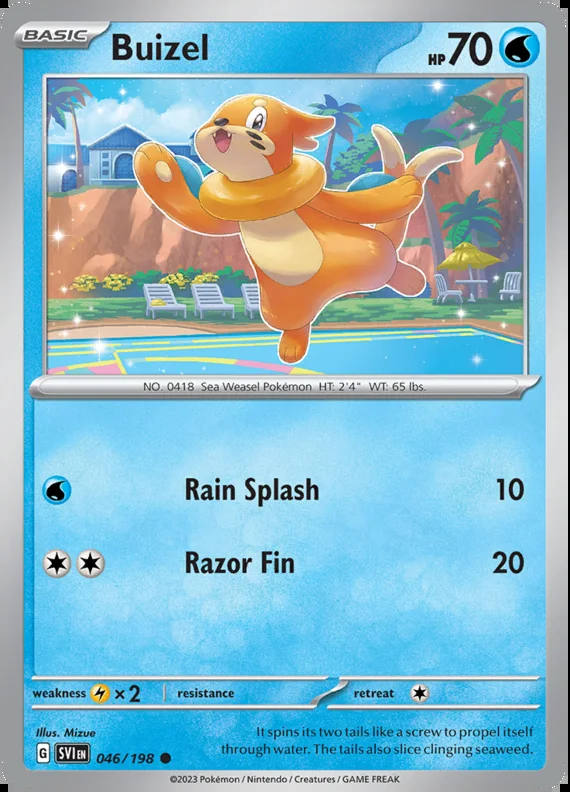 BASIC
Buizel
HP 70
NO. 0418 Sea Weasel Pokémon HT: 2'4" WT: 65 lbs.
Rain Splash 10
Razor Fin 20
weakness ×2 resistance retreat
Illus. Mizue
It spins its two tails like a screw to propel itself
through water. The tails also slice clinging seaweed.
G SVI EN 046/198
©2023 Pokémon / Nintendo / Creatures / GAME FREAK